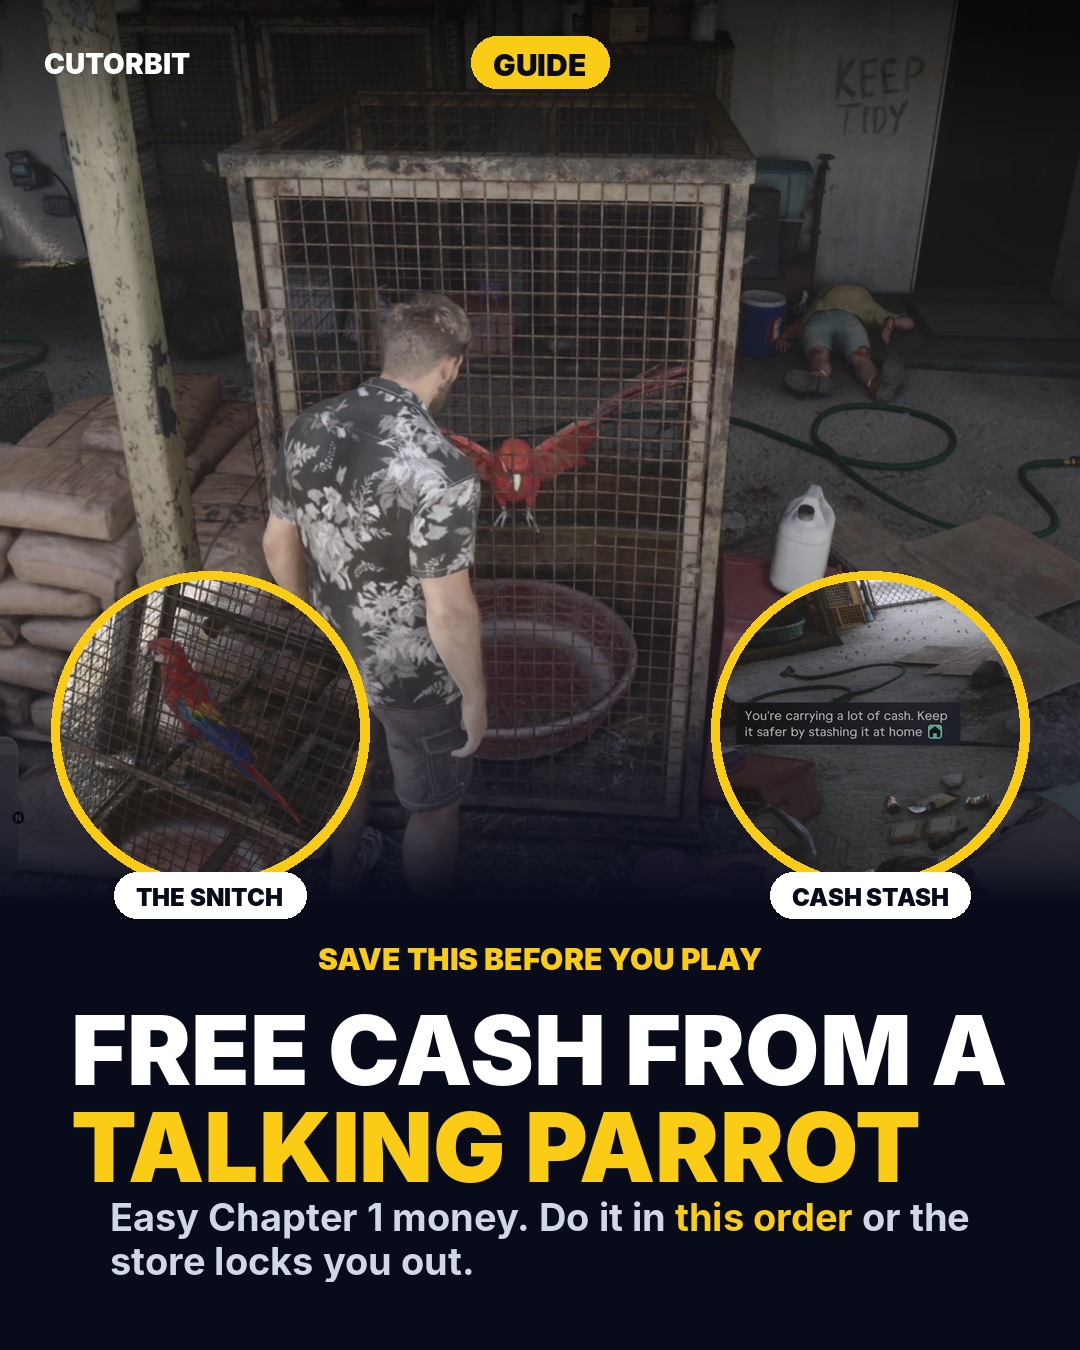 CUTORBIT
GUIDE
KEEP
TIDY
You're carrying a lot of cash. Keep
it safer by stashing it at home
N
THE SNITCH
CASH STASH
SAVE THIS BEFORE YOU PLAY
FREE CASH FROM A
TALKING PARROT
Easy Chapter 1 money. Do it in this order or the
store locks you out.